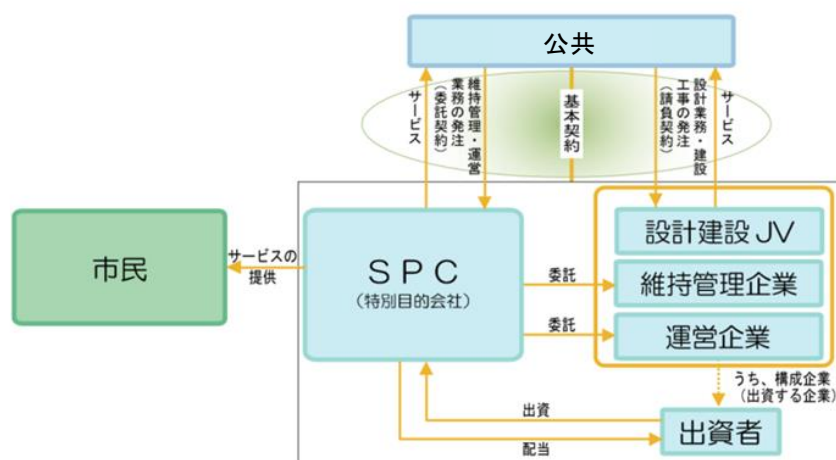 公共
サービス
維持管理・運営
業務の発注
(委託契約)
基本契約
設計業務・建設
工事の発注
(請負契約)
サービス
市民
サービスの
提供
SPC
(特別目的会社)
委託
委託
設計建設 JV
維持管理企業
運営企業
うち、構成企業
(出資する企業)
出資
配当
出資者